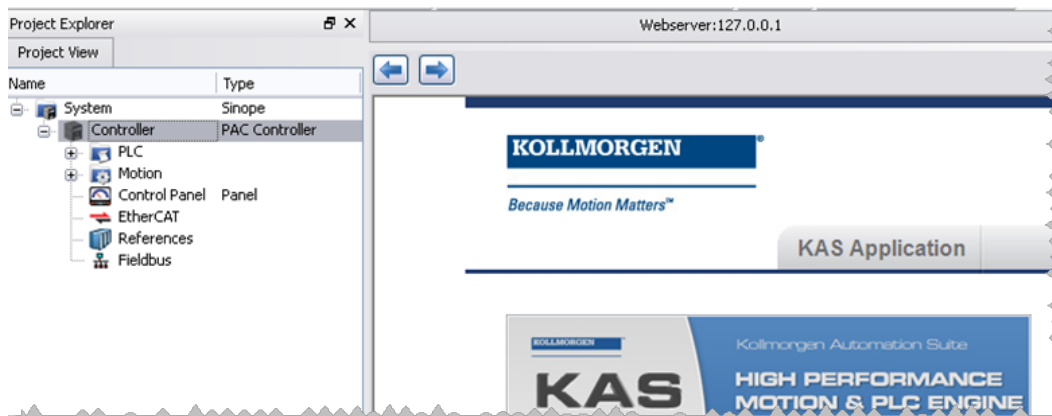 Project Explorer
Webserver:127.0.0.1
Project View
Name Type
System Sinope
Controller PAC Controller
PLC
Motion
Control Panel Panel
EtherCAT
References
Fieldbus
KOLLMORGEN®
Because Motion Matters™
KAS Application
KOLLMORGEN
KAS
Kollmorgen Automation Suite
HIGH PERFORMANCE
MOTION & PLC ENGINE